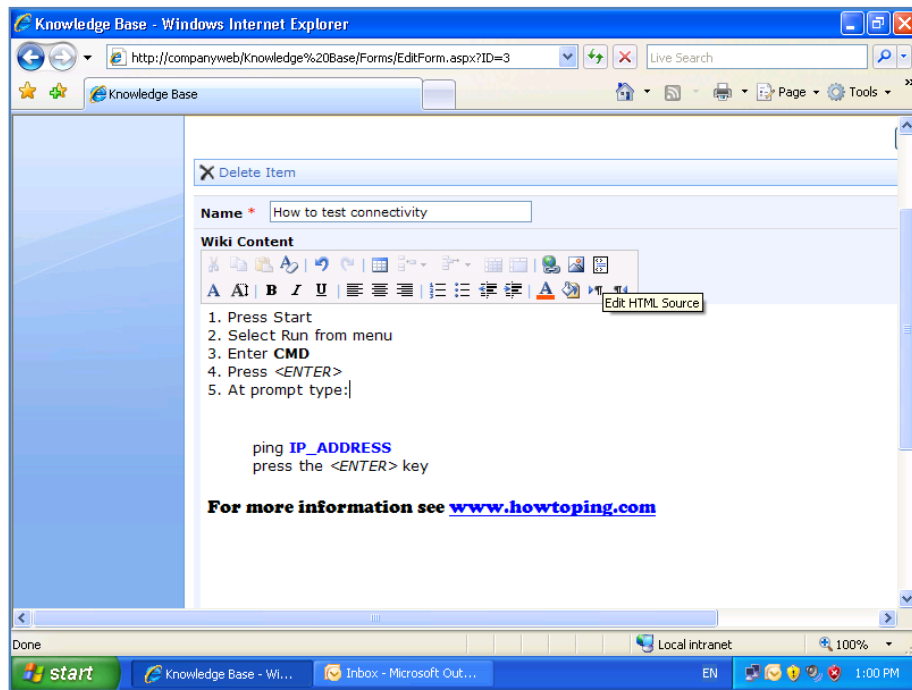 Knowledge Base - Windows Internet Explorer
http://companyweb/Knowledge%20Base/Forms/EditForm.aspx?ID=3
Live Search
Knowledge Base
Page
Tools
»
Delete Item
Name * How to test connectivity
Wiki Content
A A B I U A
Edit HTML Source
1. Press Start
2. Select Run from menu
3. Enter CMD
4. Press <ENTER>
5. At prompt type:
ping IP_ADDRESS
press the <ENTER> key
For more information see www.howtoping.com
Done
Local intranet
100%
start
Knowledge Base - Wi...
Inbox - Microsoft Out...
EN
1:00 PM